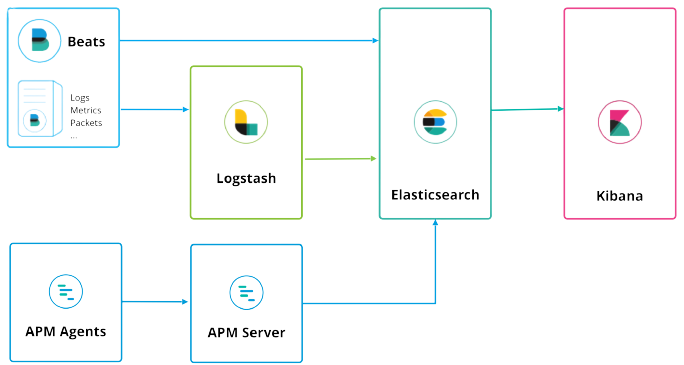 Beats
Logs
Metrics
Packets
...
Logstash
Elasticsearch
Kibana
APM Agents
APM Server